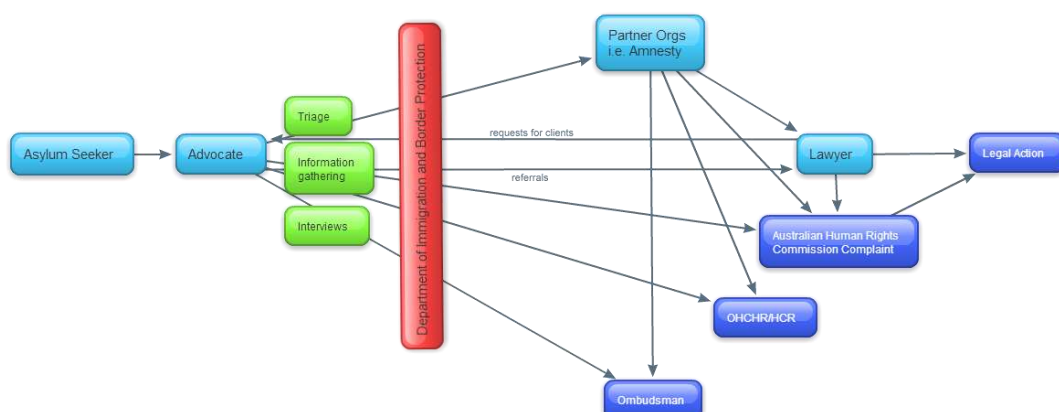 Partner Orgs
i.e. Amnesty
Department of Immigration and Border Protection
Triage
requests for clients
Asylum Seeker
Advocate
Information
gathering
Lawyer
Legal Action
referrals
Interviews
Australian Human Rights
Commission Complaint
OHCHR/HCR
Ombudsman